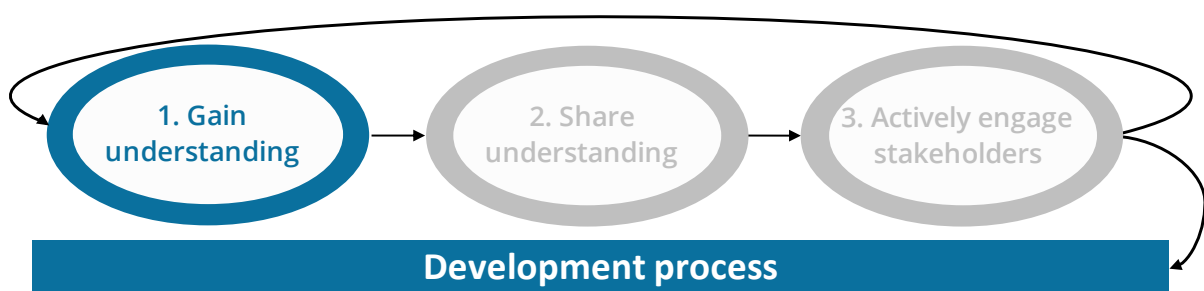 1. Gain
understanding
2. Share
understanding
3. Actively engage
stakeholders
Development process